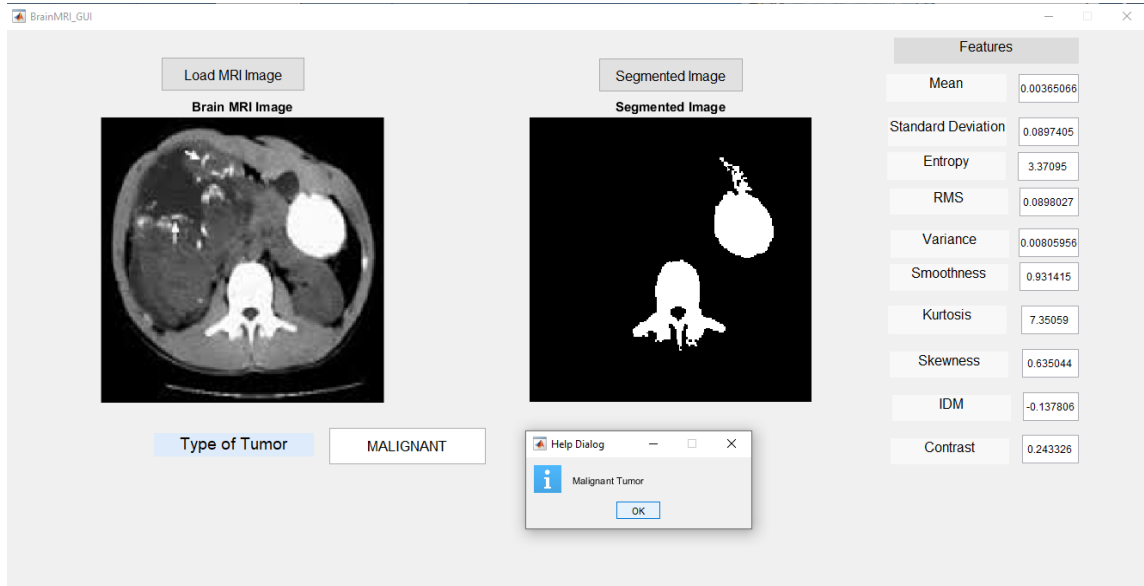 BrainMRI_GUI
Load MRI Image
Brain MRI Image
Segmented Image
Segmented Image
Features
Mean 0.00365066
Standard Deviation 0.0897405
Entropy 3.37095
RMS 0.0898027
Variance 0.00805956
Smoothness 0.931415
Kurtosis 7.35059
Skewness 0.635044
IDM -0.137806
Contrast 0.243326
Type of Tumor MALIGNANT
Help Dialog
Malignant Tumor
OK